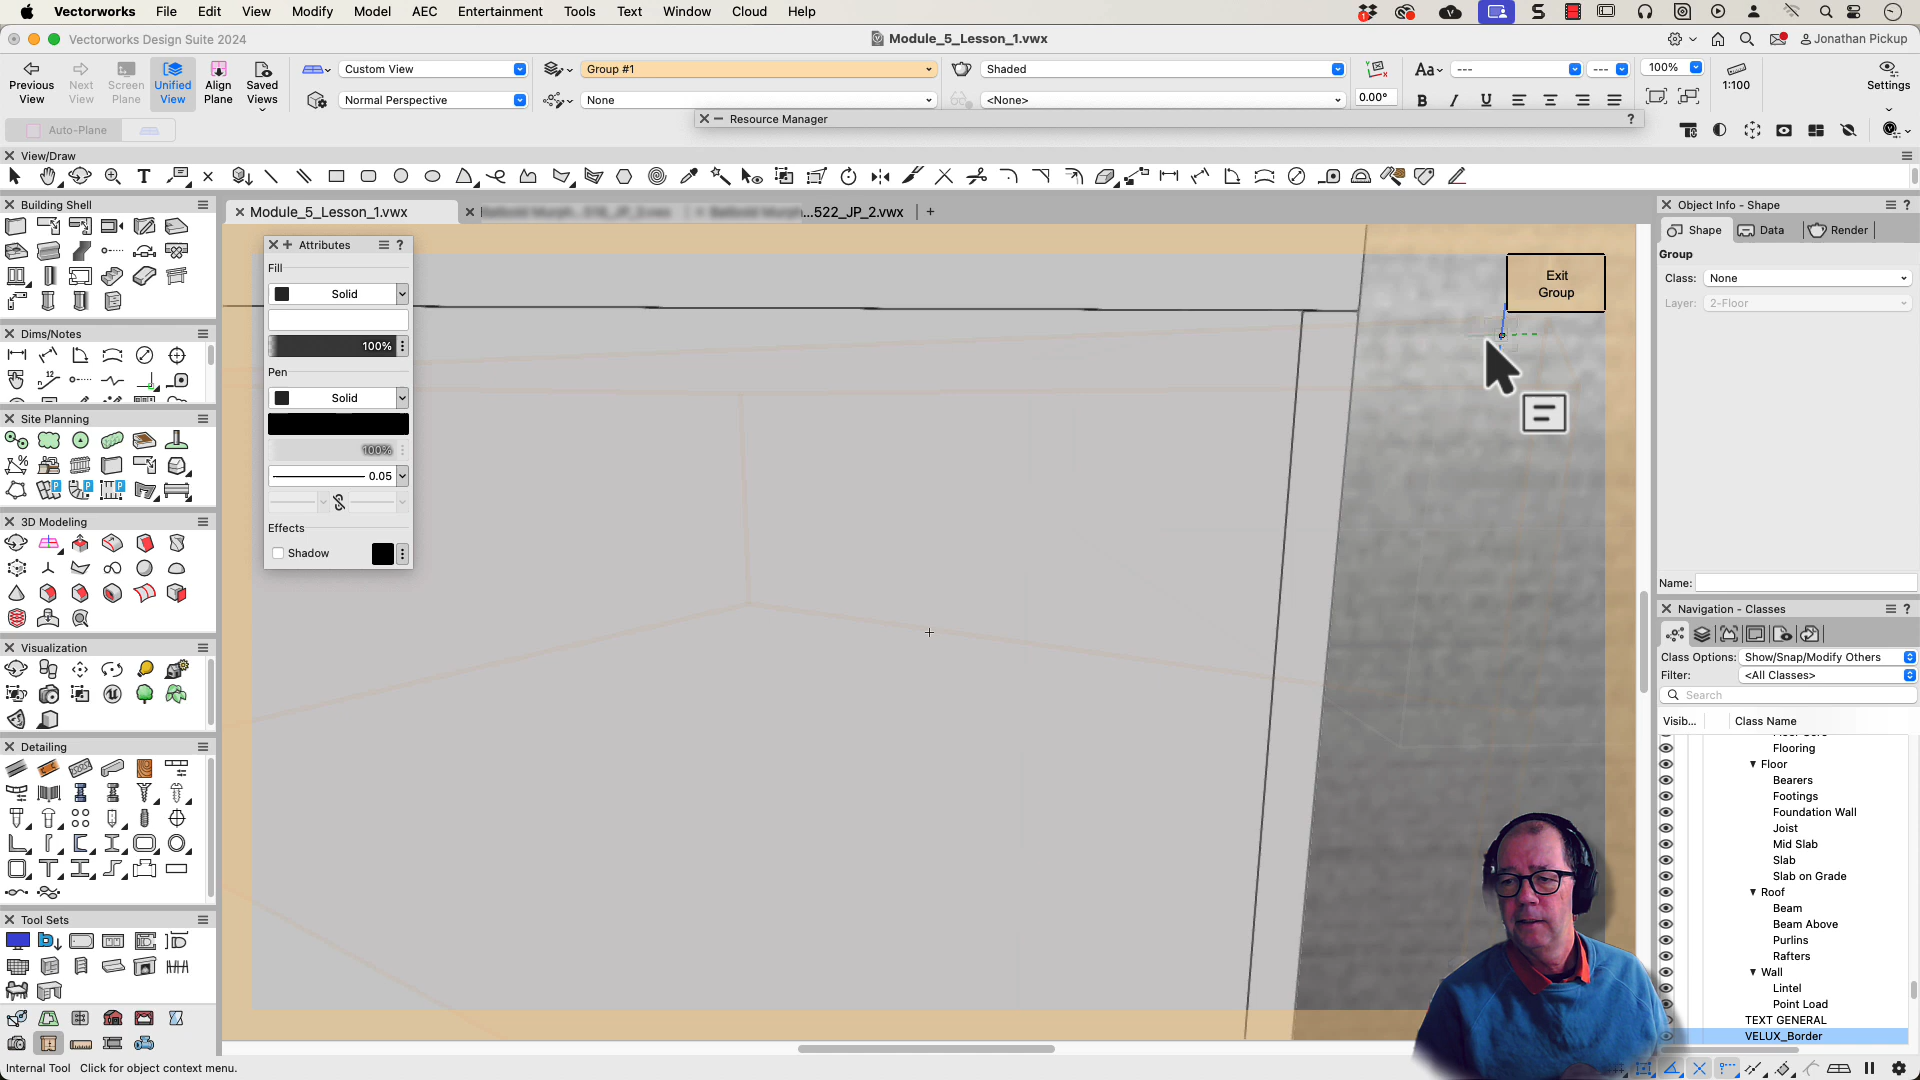 Vectorworks File Edit View Modify Model AEC Entertainment Tools Text Window Cloud Help
Vectorworks Design Suite 2024
Module_5_Lesson_1.vwx
Jonathan Pickup
Previous View
Next View
Screen Plane
Unified View
Align Plane
Saved Views
Custom View
Normal Perspective
Group #1
None
Shaded
<None>
0.00°
Aa
---
---
100%
1:100
B I U
Settings
Auto-Plane
Resource Manager
?
View/Draw
Building Shell
Module_5_Lesson_1.vwx
...522_JP_2.vwx
Attributes
?
Fill
Solid
100%
Pen
Solid
100%
0.05
Effects
Shadow
Exit
Group
Dims/Notes
Site Planning
3D Modeling
Visualization
Detailing
Tool Sets
Object Info - Shape
?
Shape
Data
Render
Group
Class: None
Layer: 2-Floor
Name:
Navigation - Classes
?
Class Options: Show/Snap/Modify Others
Filter: <All Classes>
Search
Visib... Class Name
Flooring
Floor
Bearers
Footings
Foundation Wall
Joist
Mid Slab
Slab
Slab on Grade
Roof
Beam
Beam Above
Purlins
Rafters
Wall
Lintel
Point Load
TEXT GENERAL
VELUX_Border
Internal Tool Click for object context menu.